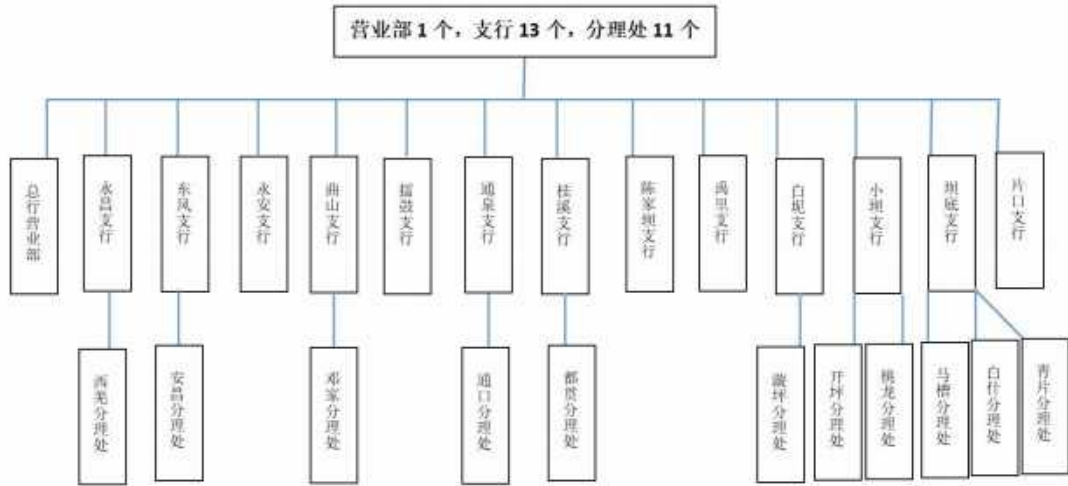 营业部 1 个，支行 13 个，分理处 11 个
总行营业部
永昌支行
东风支行
永安支行
曲山支行
擂鼓支行
通泉支行
桂溪支行
陈家坝支行
禹里支行
白坭支行
小坝支行
坝底支行
片口支行
西羌分理处
安昌分理处
邓家分理处
通口分理处
都贯分理处
漩坪分理处
开坪分理处
桃龙分理处
马槽分理处
白什分理处
青片分理处